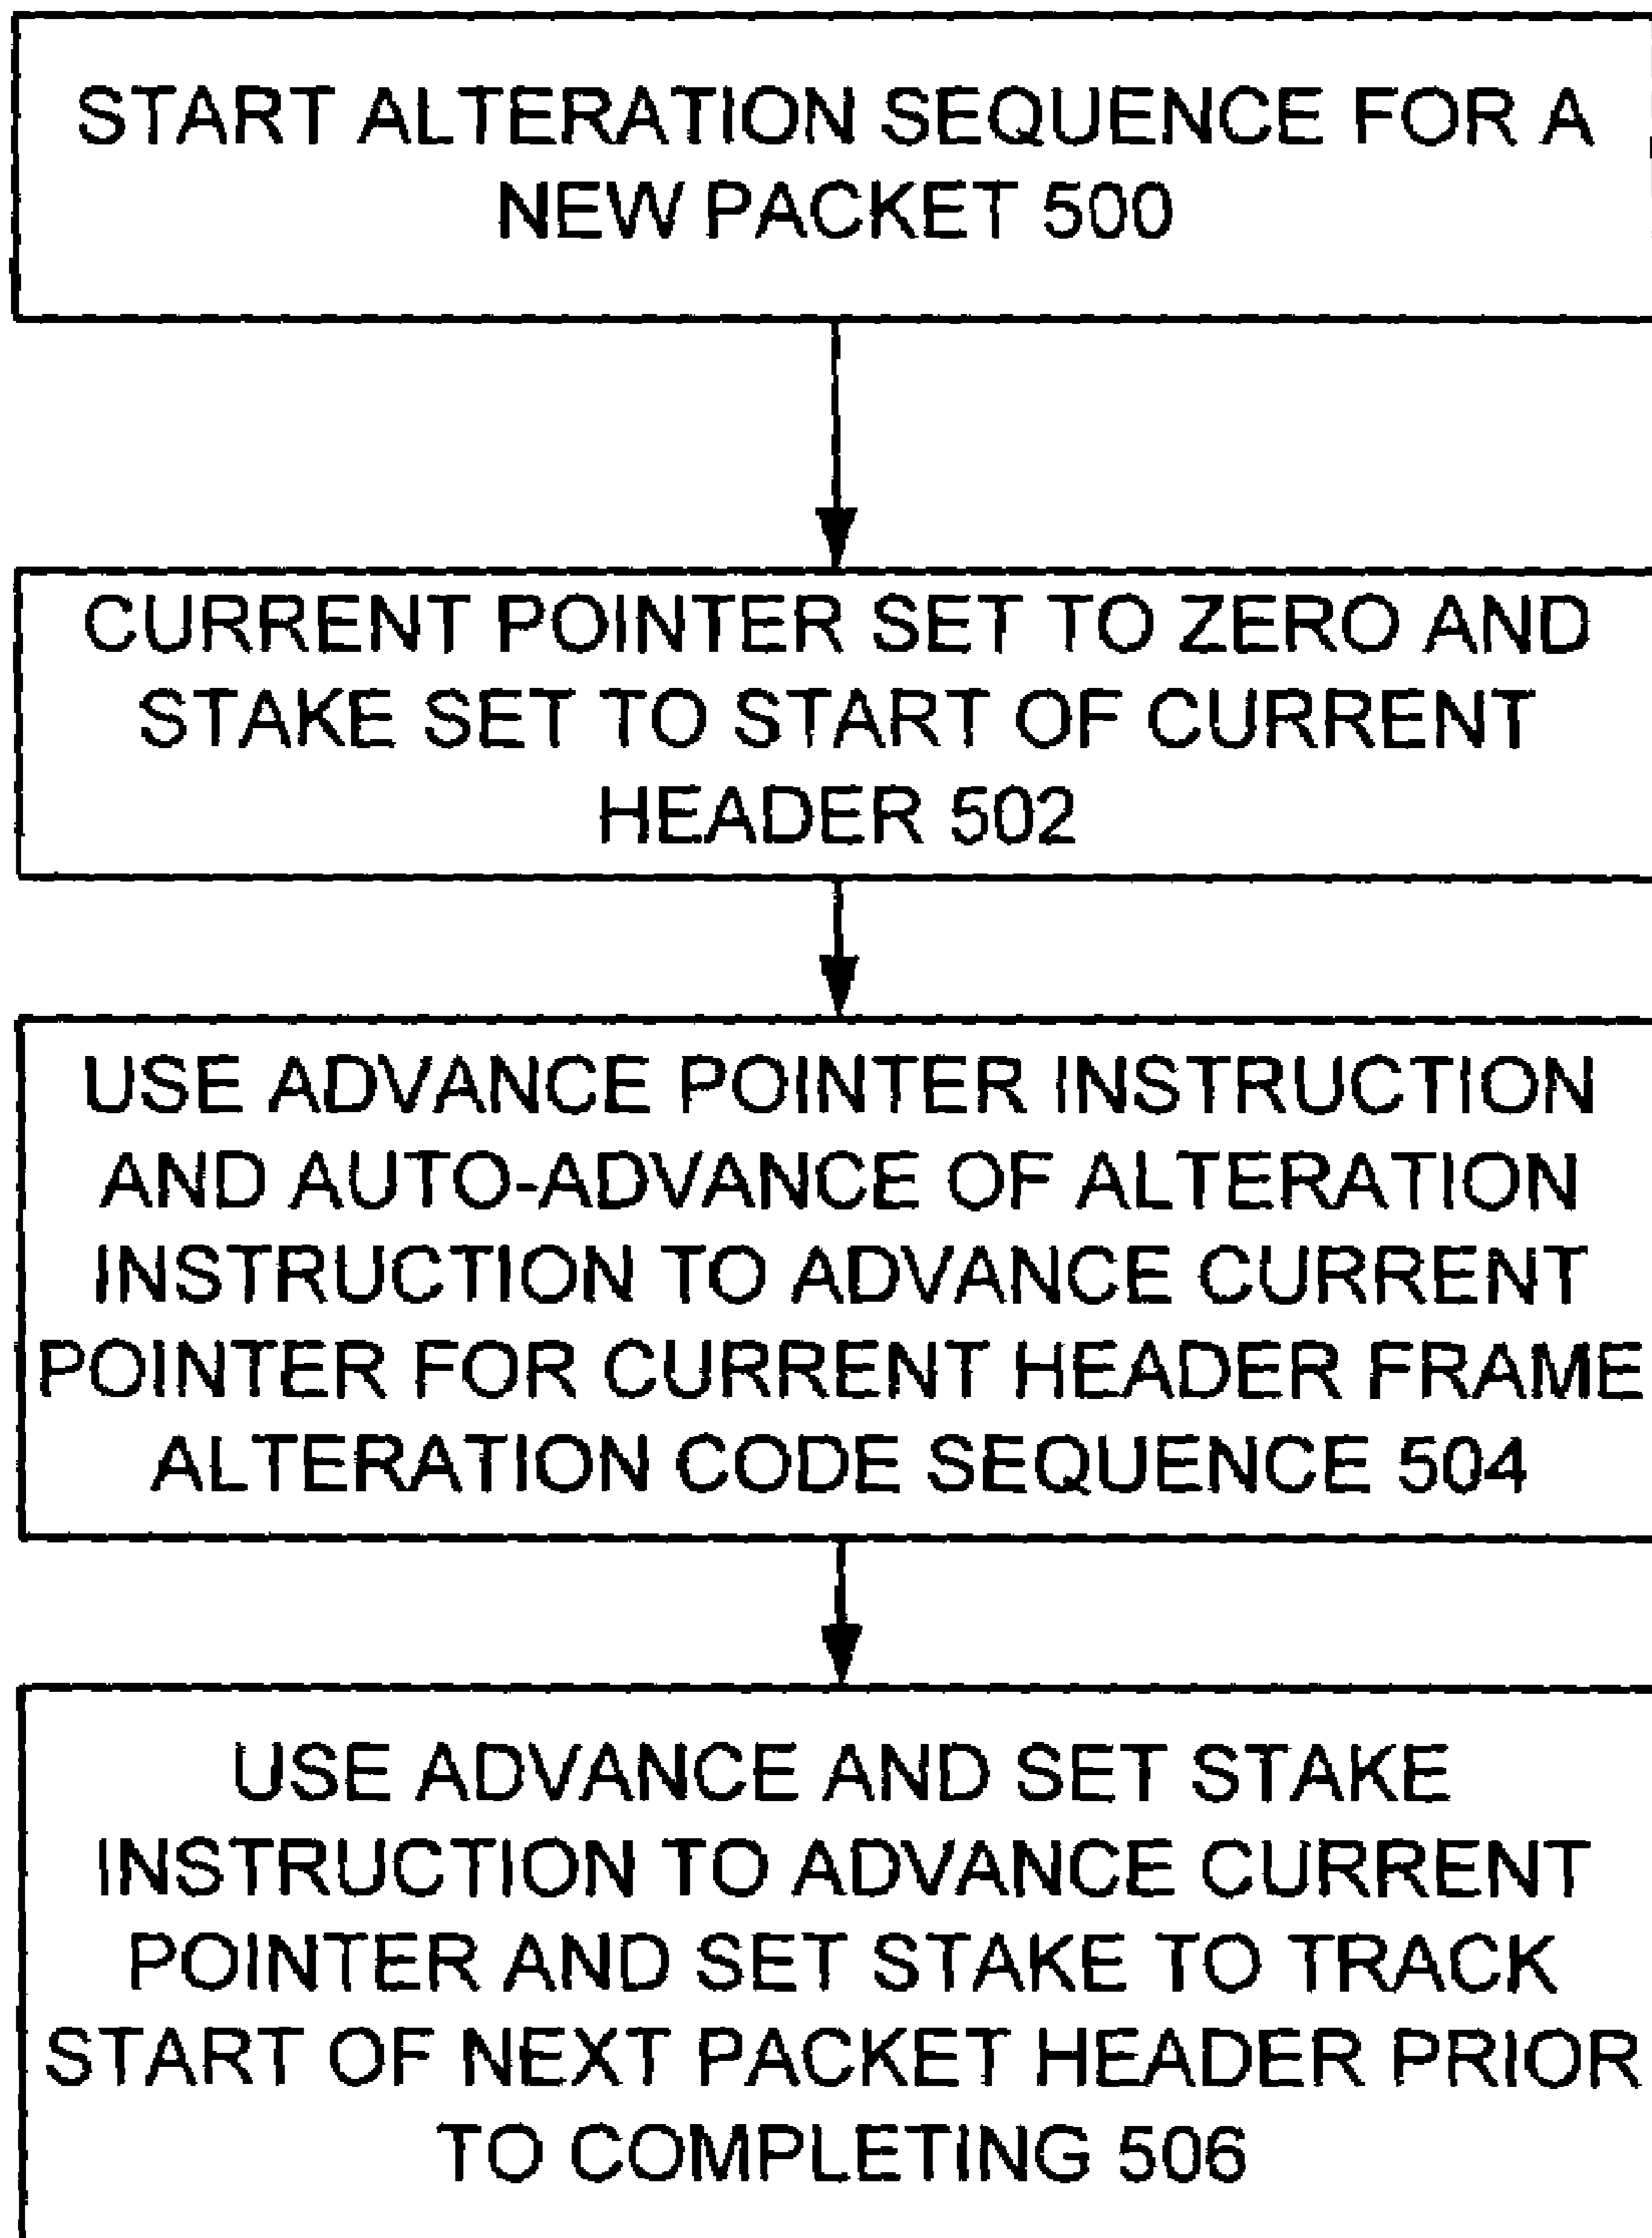 START ALTERATION SEQUENCE FOR A
NEW PACKET 500
CURRENT POINTER SET TO ZERO AND
STAKE SET TO START OF CURRENT
HEADER 502
USE ADVANCE POINTER INSTRUCTION
AND AUTO-ADVANCE OF ALTERATION
INSTRUCTION TO ADVANCE CURRENT
POINTER FOR CURRENT HEADER FRAME
ALTERATION CODE SEQUENCE 504
USE ADVANCE AND SET STAKE
INSTRUCTION TO ADVANCE CURRENT
POINTER AND SET STAKE TO TRACK
START OF NEXT PACKET HEADER PRIOR
TO COMPLETING 506